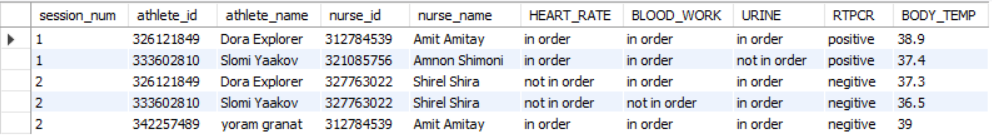 session_num athlete_id athlete_name nurse_id nurse_name HEART_RATE BLOOD_WORK URINE RTPCR BODY_TEMP
1 326121849 Dora Explorer 312784539 Amit Amitay in order in order in order positive 38.9
1 333602810 Slomi Yaakov 321085756 Amnon Shimoni in order in order not in order positive 37.4
2 326121849 Dora Explorer 327763022 Shirel Shira not in order in order in order negitive 37.3
2 333602810 Slomi Yaakov 327763022 Shirel Shira not in order not in order in order negitive 36.5
2 342257489 yoram granat 312784539 Amit Amitay in order in order in order negitive 39